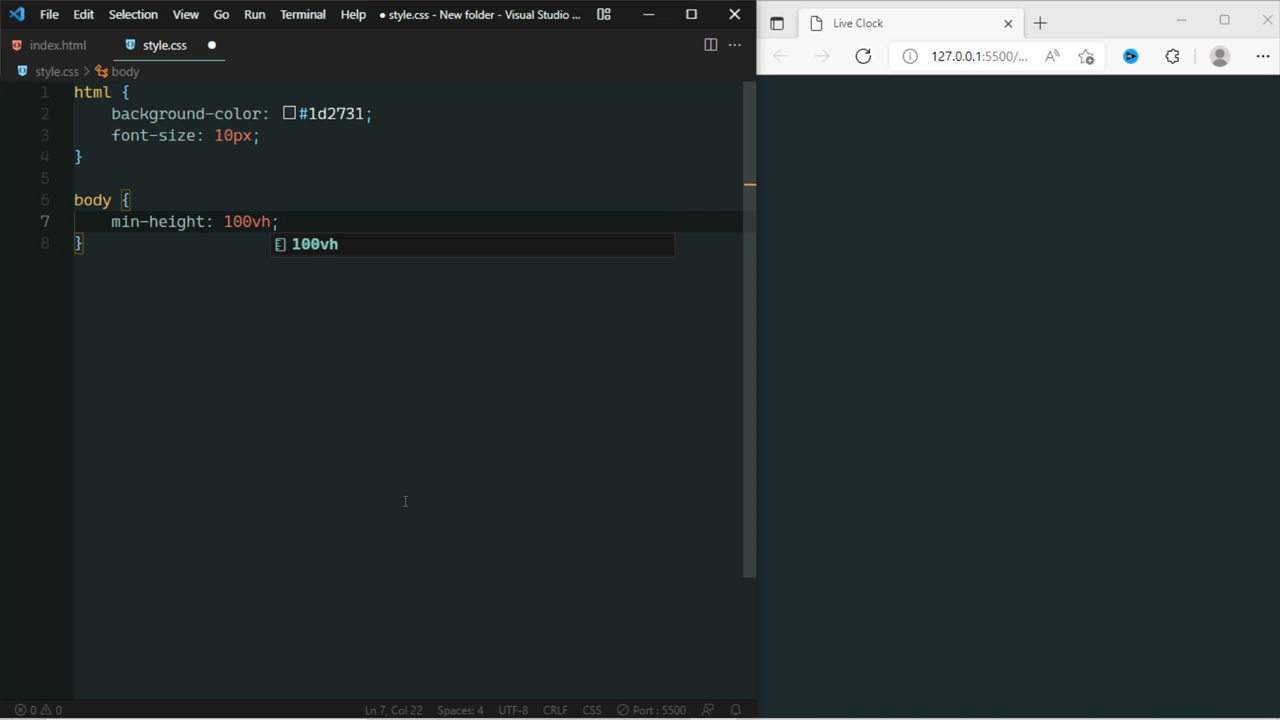 File Edit Selection View Go Run Terminal Help ● style.css - New folder - Visual Studio ...
index.html style.css
style.css > body
1 html {
2 background-color: #1d2731;
3 font-size: 10px;
4 }
5
6 body {
7 min-height: 100vh;
8 }
100vh
0 0 Ln 7, Col 22 Spaces: 4 UTF-8 CRLF CSS Port : 5500
Live Clock
127.0.0.1:5500/...